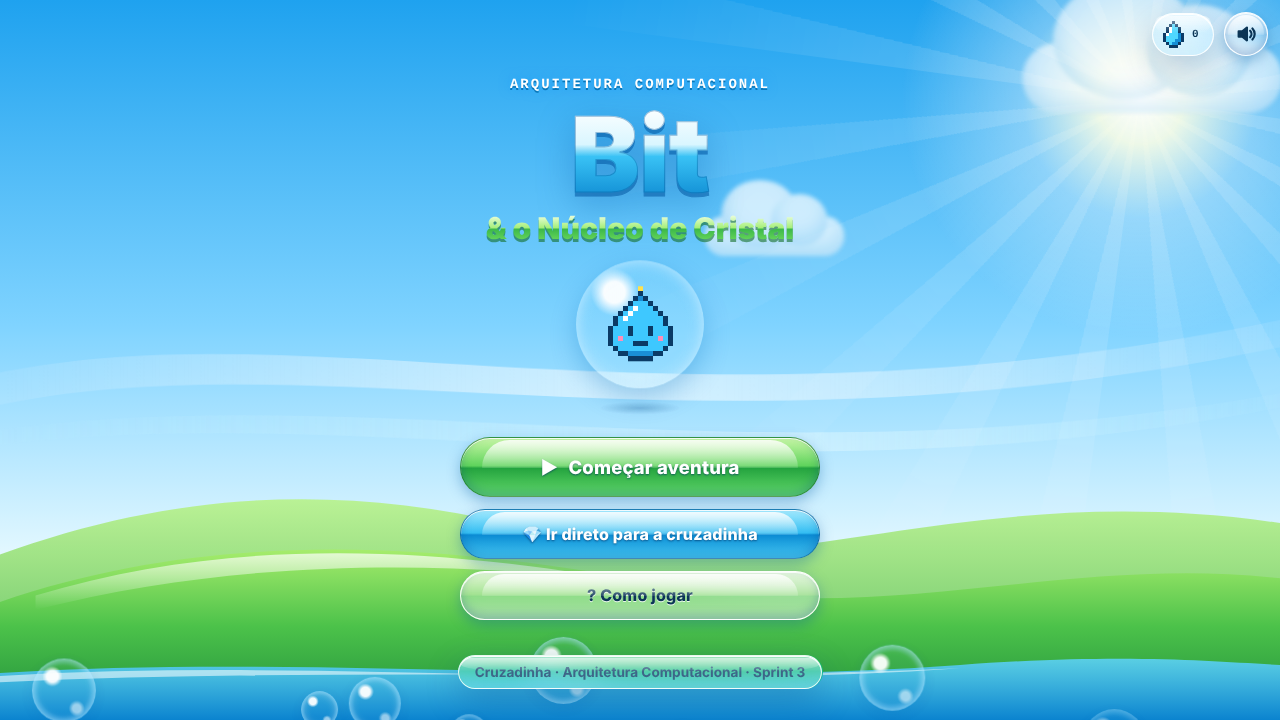 0
ARQUITETURA COMPUTACIONAL
Bit
& o Núcleo de Cristal
▶ Começar aventura
💎 Ir direto para a cruzadinha
? Como jogar
Cruzadinha · Arquitetura Computacional · Sprint 3